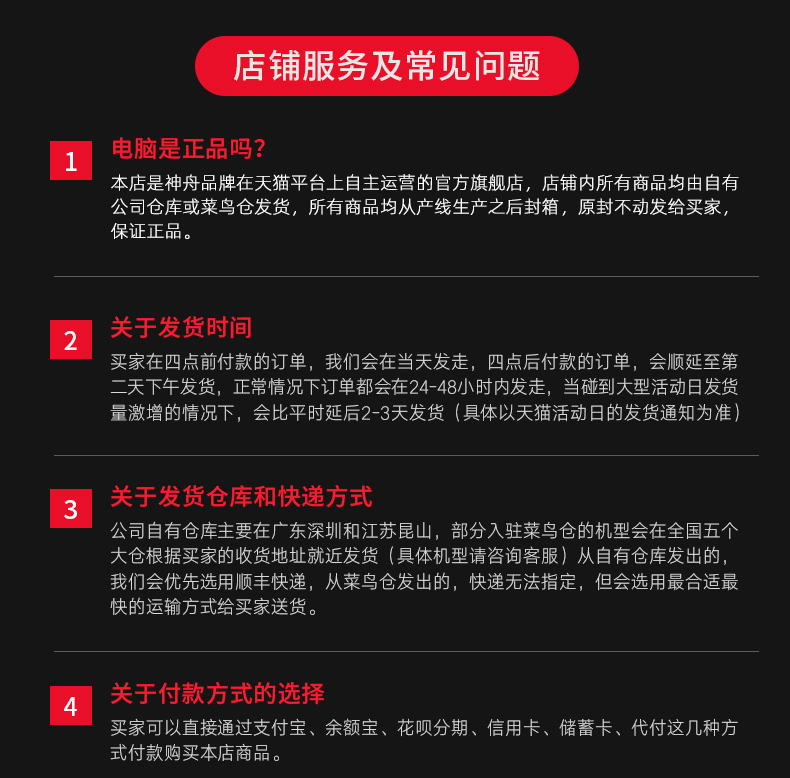 店铺服务及常见问题
1
电脑是正品吗?
本店是神舟品牌在天猫平台上自主运营的官方旗舰店，店铺内所有商品均由自有
公司仓库或菜鸟仓发货，所有商品均从产线生产之后封箱，原封不动发给买家，
保证正品。
2
关于发货时间
买家在四点前付款的订单，我们会在当天发走，四点后付款的订单，会顺延至第
二天下午发货，正常情况下订单都会在24-48小时内发走，当碰到大型活动日发货
量激增的情况下，会比平时延后2-3天发货（具体以天猫活动日的发货通知为准）
3
关于发货仓库和快递方式
公司自有仓库主要在广东深圳和江苏昆山，部分入驻菜鸟仓的机型会在全国五个
大仓根据买家的收货地址就近发货（具体机型请咨询客服）从自有仓库发出的，
我们会优先选用顺丰快递，从菜鸟仓发出的，快递无法指定，但会选用最合适最
快的运输方式给买家送货。
4
关于付款方式的选择
买家可以直接通过支付宝、余额宝、花呗分期、信用卡、储蓄卡、代付这几种方
式付款购买本店商品。